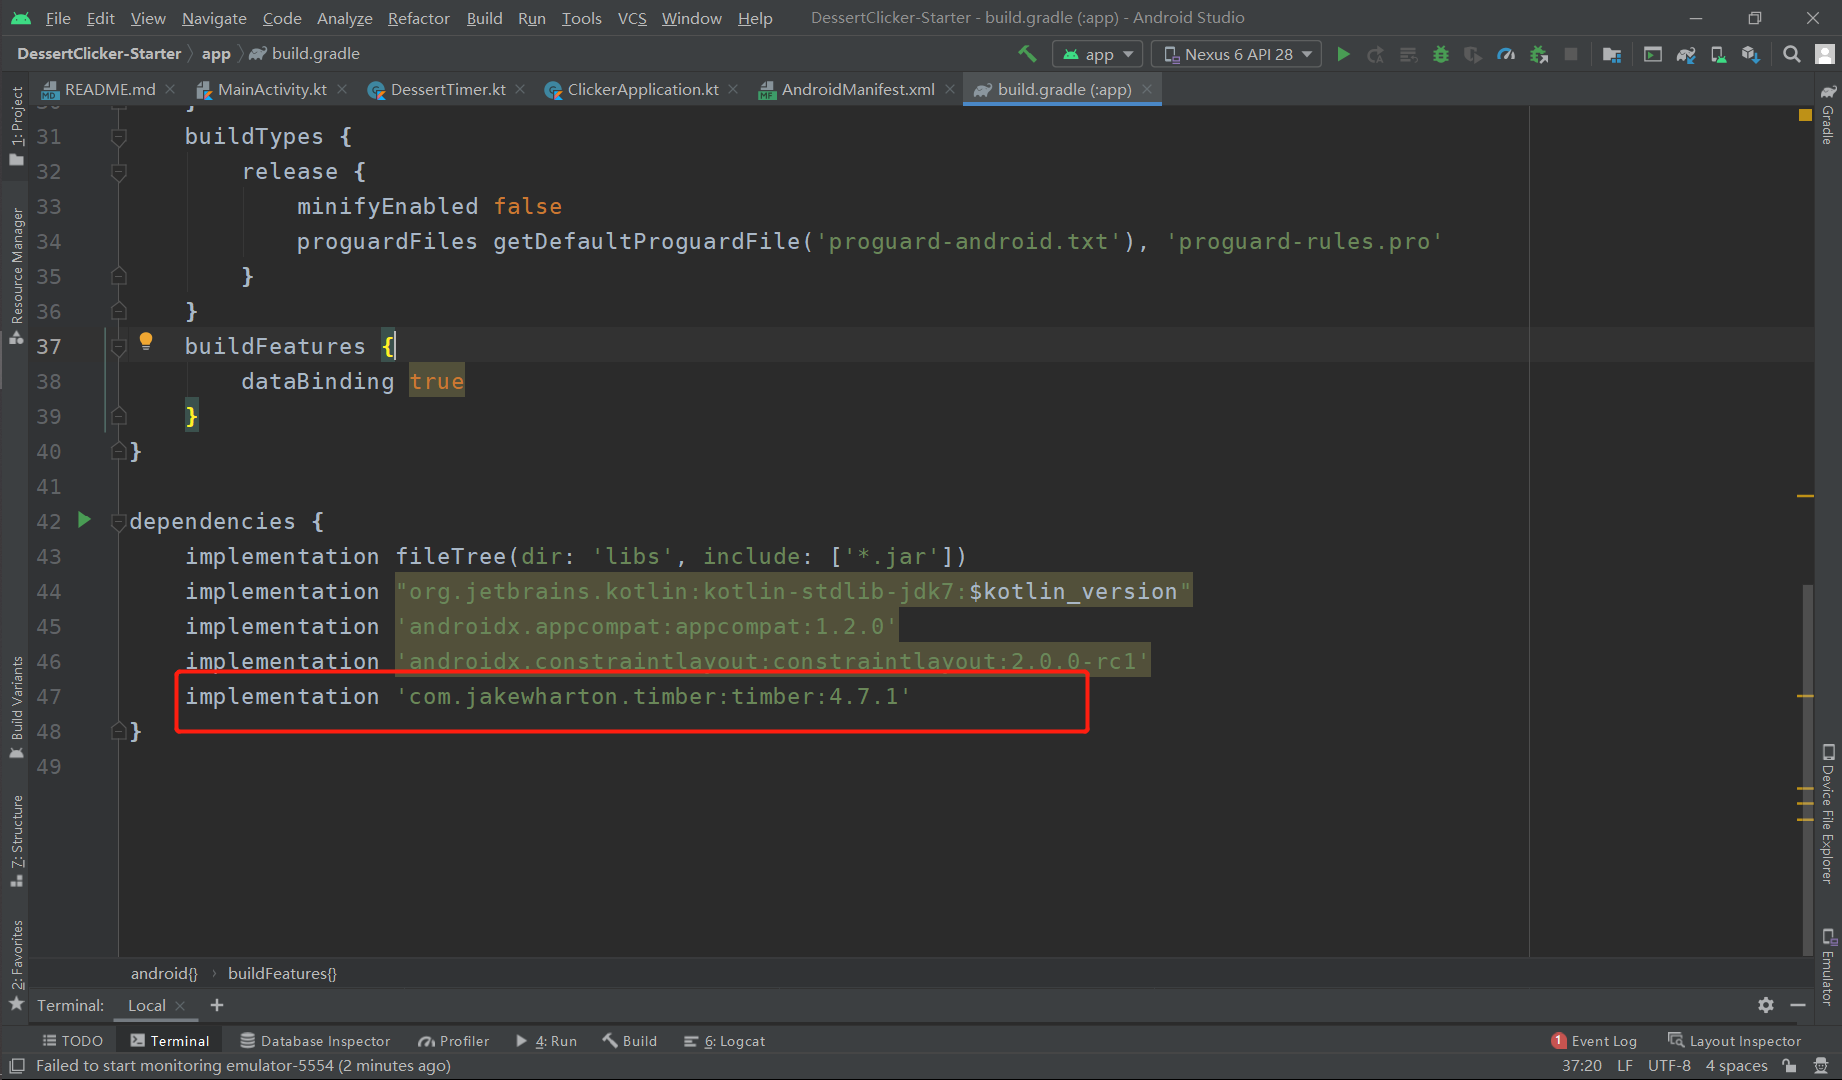 File Edit View Navigate Code Analyze Refactor Build Run Tools VCS Window Help DessertClicker-Starter - build.gradle (:app) - Android Studio
DessertClicker-Starter app build.gradle app Nexus 6 API 28
README.md MainActivity.kt DessertTimer.kt ClickerApplication.kt AndroidManifest.xml build.gradle (:app)
31 buildTypes {
32 release {
33 minifyEnabled false
34 proguardFiles getDefaultProguardFile('proguard-android.txt'), 'proguard-rules.pro'
35 }
36 }
37 buildFeatures {
38 dataBinding true
39 }
40 }
41
42 dependencies {
43 implementation fileTree(dir: 'libs', include: ['*.jar'])
44 implementation "org.jetbrains.kotlin:kotlin-stdlib-jdk7:$kotlin_version"
45 implementation 'androidx.appcompat:appcompat:1.2.0'
46 implementation 'androidx.constraintlayout:constraintlayout:2.0.0-rc1'
47 implementation 'com.jakewharton.timber:timber:4.7.1'
48 }
49
1: Project
Resource Manager
Build Variants
7: Structure
2: Favorites
Gradle
Device File Explorer
Emulator
android{} › buildFeatures{}
Terminal: Local +
TODO Terminal Database Inspector Profiler 4: Run Build 6: Logcat 1 Event Log Layout Inspector
Failed to start monitoring emulator-5554 (2 minutes ago) 37:20 LF UTF-8 4 spaces